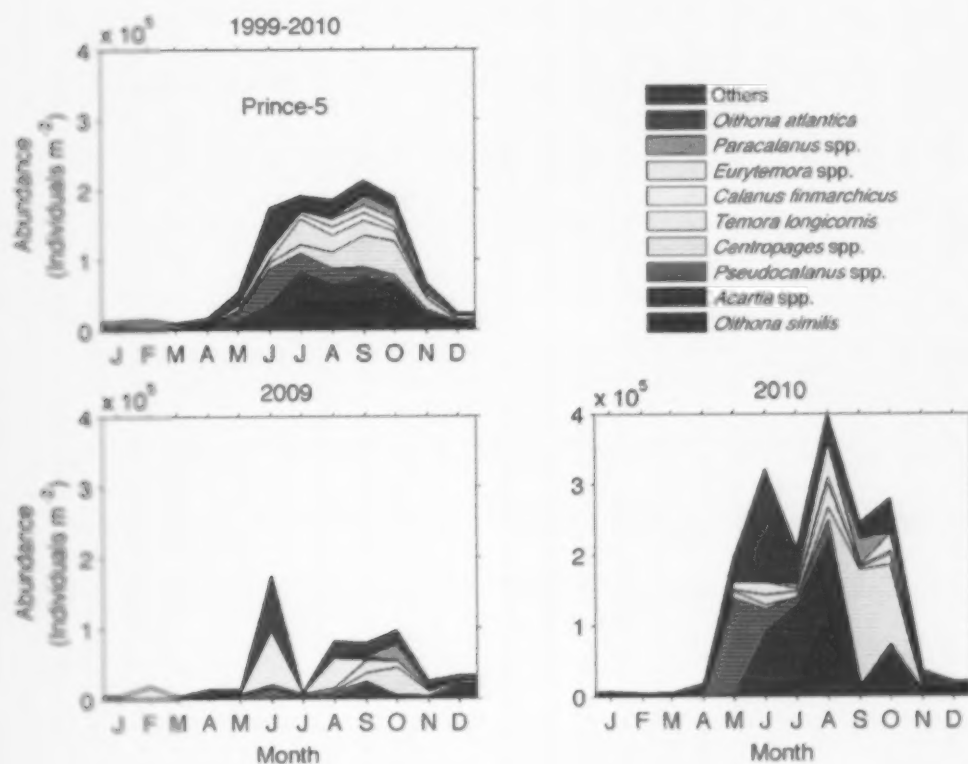 1999-2010
x 10^5
4
3
2
1
0
Prince-5
Abundance
(Individuals m^-2)
J F M A M J J A S O N D
Others
Oithona atlantica
Paracalanus spp.
Eurytemora spp.
Calanus finmarchicus
Temora longicornis
Centropages spp.
Pseudocalanus spp.
Acartia spp.
Oithona similis
2009
x 10^5
4
3
2
1
0
Abundance
(Individuals m^-2)
J F M A M J J A S O N D
Month
2010
x 10^5
4
3
2
1
0
J F M A M J J A S O N D
Month